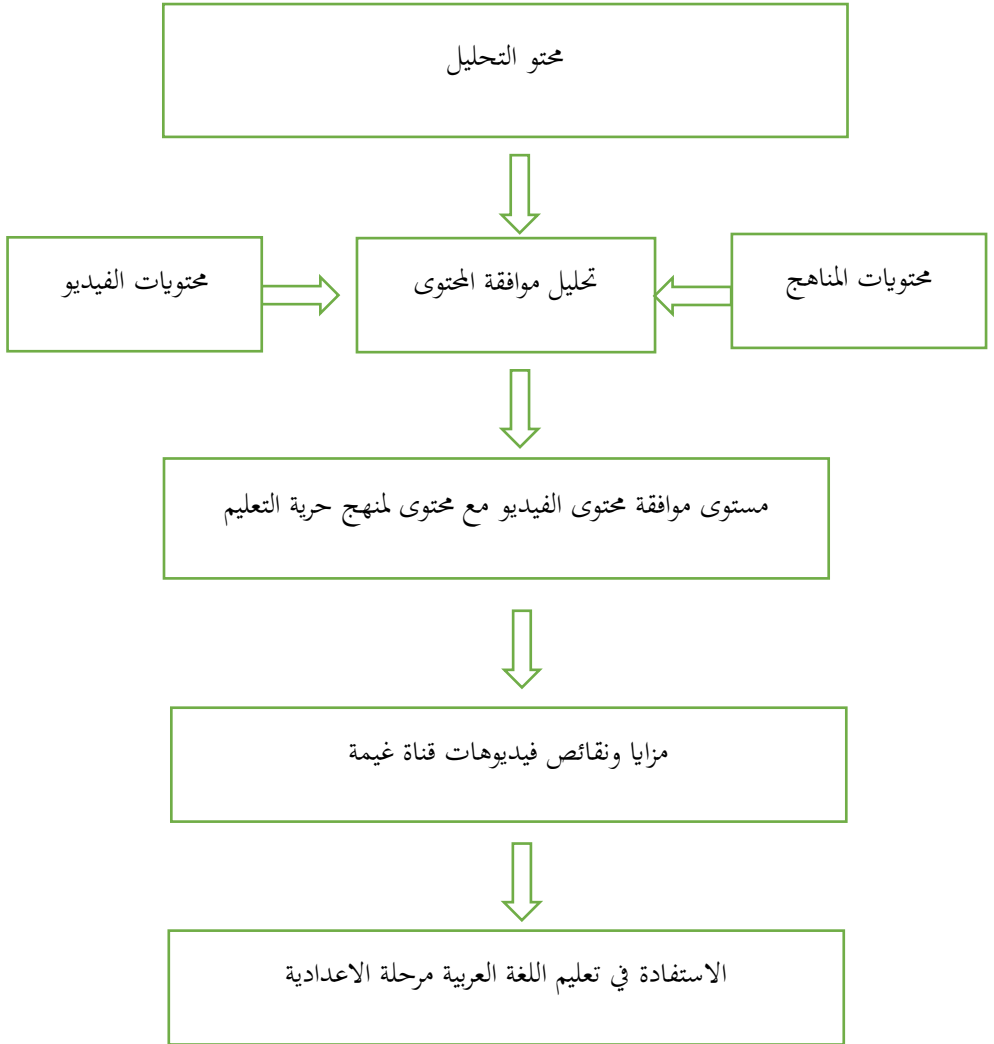 محتو التحليل
محتويات المناهج
تحليل موافقة المحتوى
محتويات الفيديو
مستوى موافقة محتوى الفيديو مع محتوى لمنهج حرية التعليم
مزايا ونقائص فيديوهات قناة غيمة
الاستفادة في تعليم اللغة العربية مرحلة الاعدادية